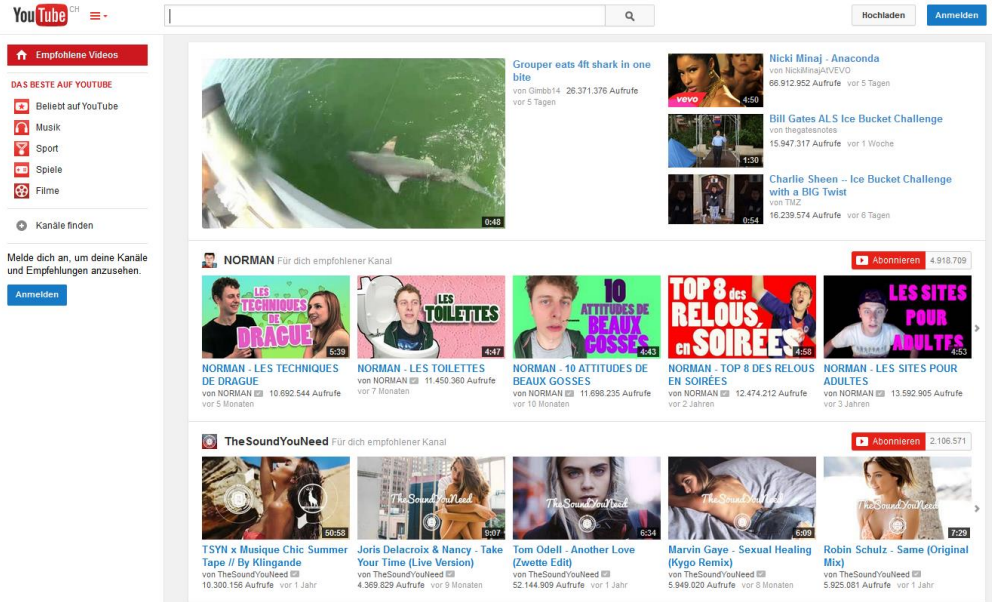 YouTube CH
Hochladen
Anmelden
Empfohlene Videos
DAS BESTE AUF YOUTUBE
Beliebt auf YouTube
Musik
Sport
Spiele
Filme
Kanäle finden
Melde dich an, um deine Kanäle
und Empfehlungen anzusehen.
Anmelden
0:48
Grouper eats 4ft shark in one
bite
von Gimbb14 26.371.376 Aufrufe
vor 5 Tagen
vevo
4:50
Nicki Minaj - Anaconda
von NickiMinajAtVEVO
66.912.952 Aufrufe vor 5 Tagen
1:30
Bill Gates ALS Ice Bucket Challenge
von thegatesnotes
15.947.317 Aufrufe vor 1 Woche
0:54
Charlie Sheen -- Ice Bucket Challenge
with a BIG Twist
von TMZ
16.239.574 Aufrufe vor 6 Tagen
NORMAN Für dich empfohlener Kanal
Abonnieren 4.918.709
LES
TECHNIQUES
DE
DRAGUE
5:39
NORMAN - LES TECHNIQUES
DE DRAGUE
von NORMAN 10.692.544 Aufrufe
vor 5 Monaten
LES
TOILETTES
4:47
NORMAN - LES TOILETTES
von NORMAN 11.450.360 Aufrufe
vor 7 Monaten
10
ATTITUDES DE
BEAUX
GOSSES
4:43
NORMAN - 10 ATTITUDES DE
BEAUX GOSSES
von NORMAN 11.698.235 Aufrufe
vor 10 Monaten
TOP 8 des
RELOUS
en SOIRÉES
4:58
NORMAN - TOP 8 DES RELOUS
EN SOIRÉES
von NORMAN 12.474.212 Aufrufe
vor 2 Jahren
LES SITES
POUR
ADULTES
4:53
NORMAN - LES SITES POUR
ADULTES
von NORMAN 13.592.905 Aufrufe
vor 3 Jahren
TheSoundYouNeed Für dich empfohlener Kanal
Abonnieren 2.106.571
50:58
TSYN x Musique Chic Summer
Tape // By Klingande
von TheSoundYouNeed
10.300.156 Aufrufe vor 1 Jahr
TheSoundYouNeed
9:07
Joris Delacroix & Nancy - Take
Your Time (Live Version)
von TheSoundYouNeed
4.369.829 Aufrufe vor 9 Monaten
TheSoundYouNeed
6:34
Tom Odell - Another Love
(Zwette Edit)
von TheSoundYouNeed
52.144.909 Aufrufe vor 1 Jahr
TheSoundYouNeed
6:09
Marvin Gaye - Sexual Healing
(Kygo Remix)
von TheSoundYouNeed
5.949.020 Aufrufe vor 8 Monaten
TheSoundYouNeed
7:29
Robin Schulz - Same (Original
Mix)
von TheSoundYouNeed
5.925.081 Aufrufe vor 1 Jahr